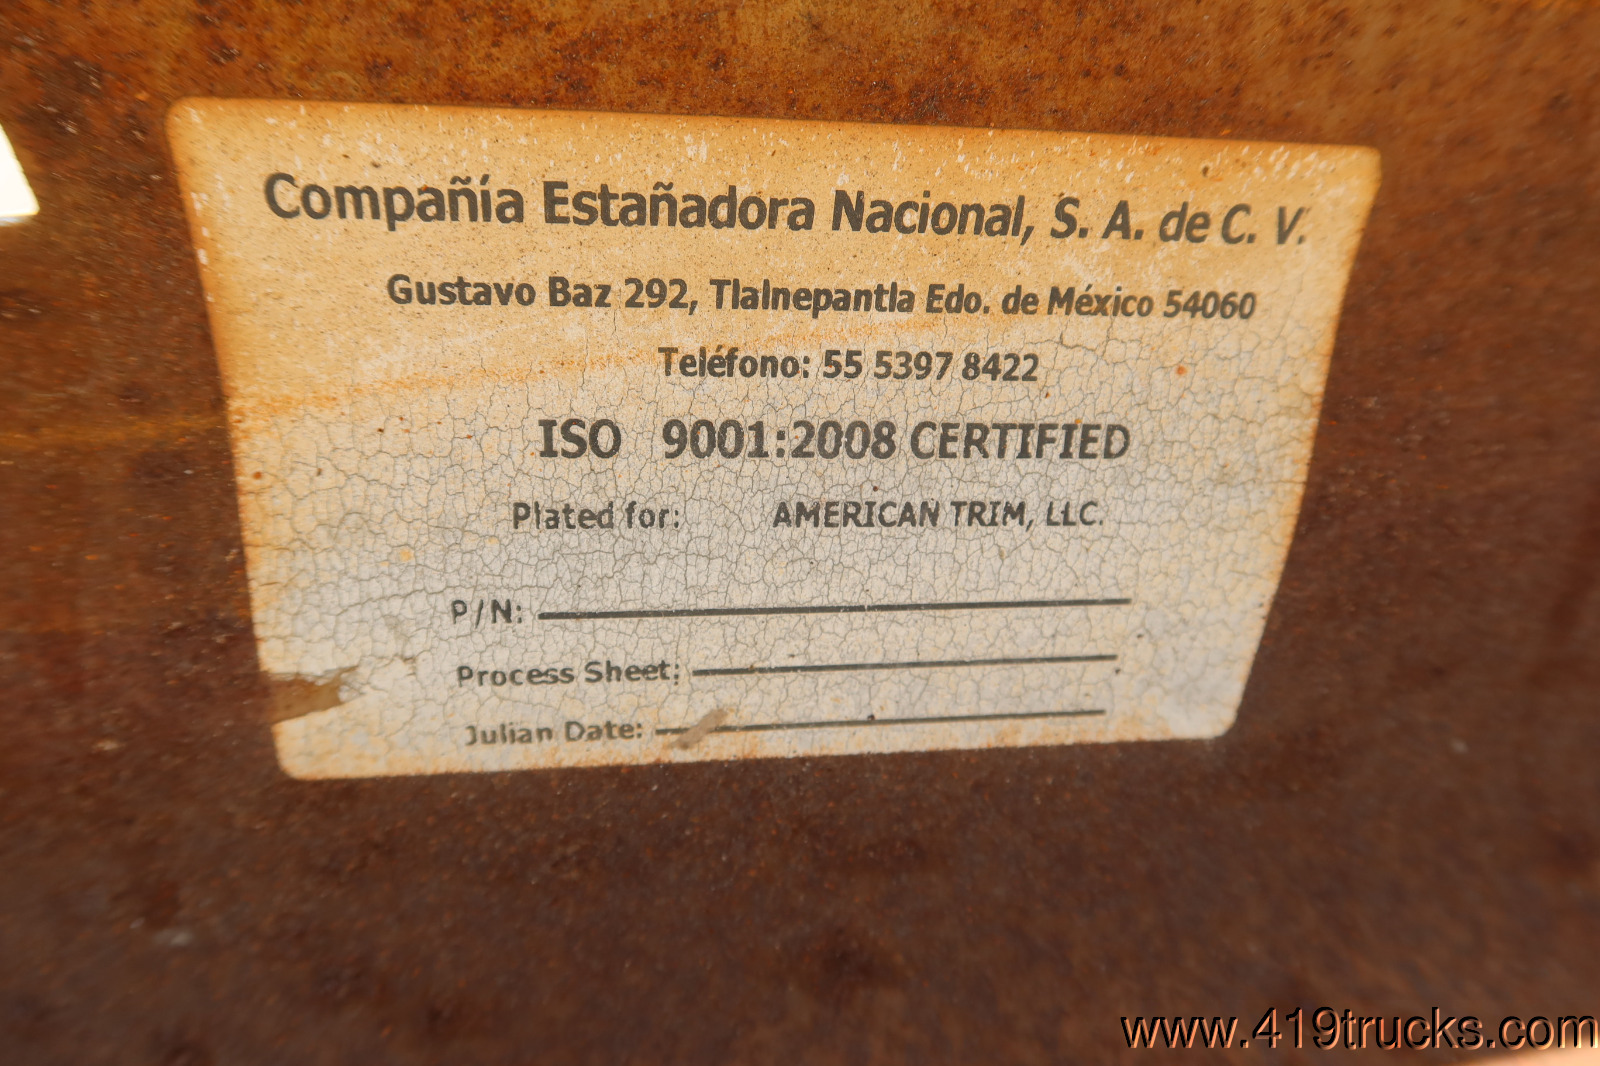 Compañía Estañadora Nacional, S. A. de C. V.
Gustavo Baz 292, Tlalnepantla Edo. de México 54060
Teléfono: 55 5397 8422
ISO 9001:2008 CERTIFIED
Plated for: AMERICAN TRIM, LLC.
P/N:
Process Sheet:
Julian Date:
www.419trucks.com